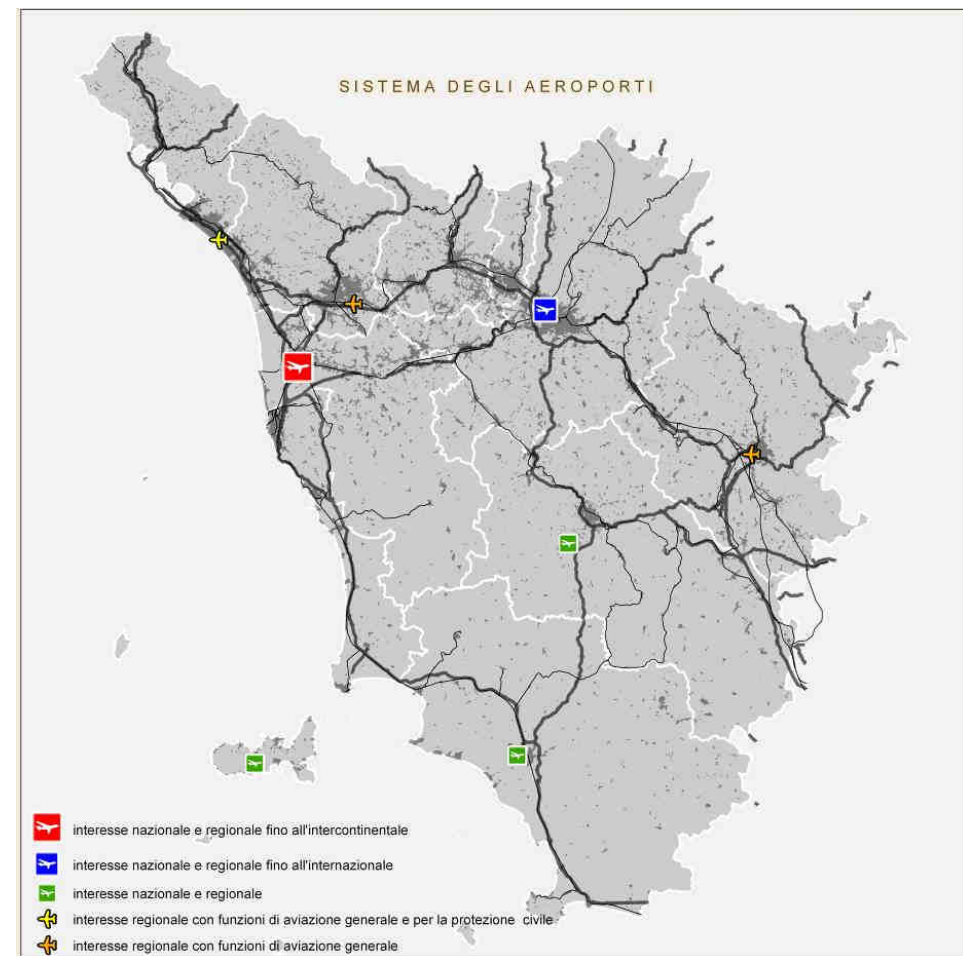 SISTEMA DEGLI AEROPORTI
interesse nazionale e regionale fino all'intercontentale
interesse nazionale e regionale fino all'internazionale
interesse nazionale e regionale
interesse regionale con funzioni di aviazione generale e per la protezione civile
interesse regionale con funzioni di aviazione generale